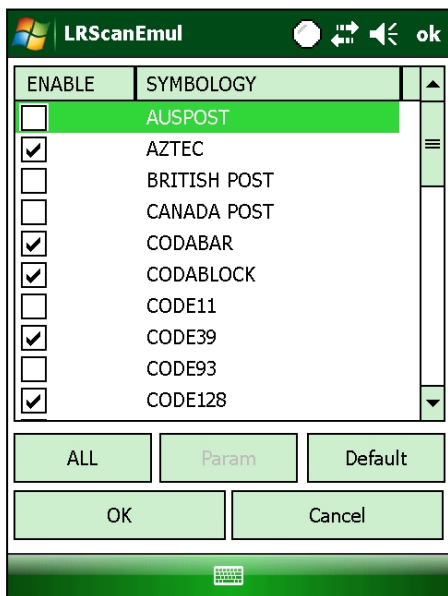 LRScanEmul ok
ENABLE SYMBOLOGY
AUSPOST
AZTEC
BRITISH POST
CANADA POST
CODABAR
CODABLOCK
CODE11
CODE39
CODE93
CODE128
ALL Param Default
OK Cancel